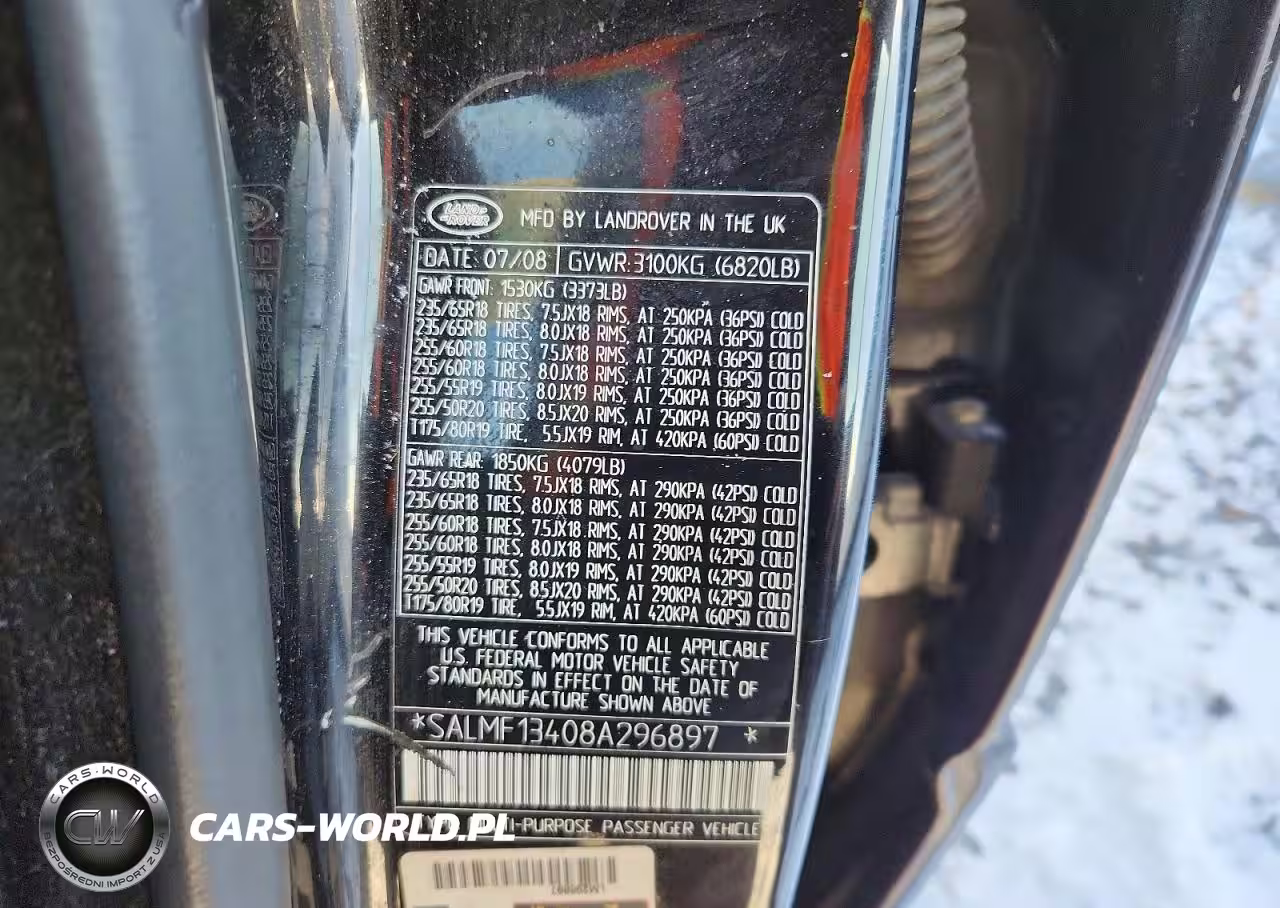 LAND-
-ROVER
MFD BY LANDROVER IN THE UK
DATE: 07/08 GVWR:3100KG (6820LB)
GAWR FRONT: 1530KG (3373LB)
235/65R18 TIRES, 7.5JX18 RIMS, AT 250KPA (36PSI) COLD
235/65R18 TIRES, 8.0JX18 RIMS, AT 250KPA (36PSI) COLD
255/60R18 TIRES, 7.5JX18 RIMS, AT 250KPA (36PSI) COLD
255/60R18 TIRES, 8.0JX18 RIMS, AT 250KPA (36PSI) COLD
255/55R19 TIRES, 8.0JX19 RIMS, AT 250KPA (36PSI) COLD
255/50R20 TIRES, 8.5JX20 RIMS, AT 250KPA (36PSI) COLD
T175/80R19 TIRE, 5.5JX19 RIM, AT 420KPA (60PSI) COLD
GAWR REAR: 1850KG (4079LB)
235/65R18 TIRES, 7.5JX18 RIMS, AT 290KPA (42PSI) COLD
235/65R18 TIRES, 8.0JX18 RIMS, AT 290KPA (42PSI) COLD
255/60R18 TIRES, 7.5JX18 RIMS, AT 290KPA (42PSI) COLD
255/60R18 TIRES, 8.0JX18 RIMS, AT 290KPA (42PSI) COLD
255/55R19 TIRES, 8.0JX19 RIMS, AT 290KPA (42PSI) COLD
255/50R20 TIRES, 8.5JX20 RIMS, AT 290KPA (42PSI) COLD
T175/80R19 TIRE, 5.5JX19 RIM, AT 420KPA (60PSI) COLD
THIS VEHICLE CONFORMS TO ALL APPLICABLE
U.S. FEDERAL MOTOR VEHICLE SAFETY
STANDARDS IN EFFECT ON THE DATE OF
MANUFACTURE SHOWN ABOVE
*SALMF13408A296897 *
-PURPOSE PASSENGER VEHICLE
CARS-WORLD
CW
BEZPOŚREDNI IMPORT Z USA
CARS-WORLD.PL